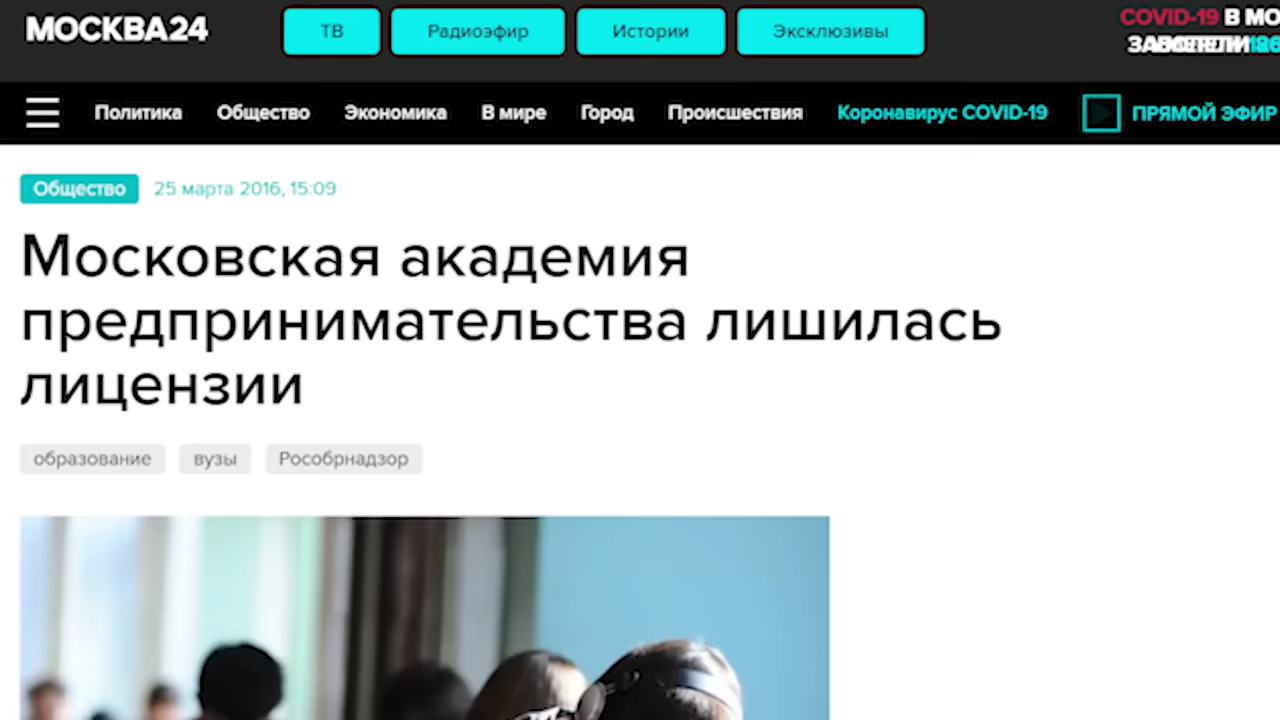 МОСКВА24
ТВ
Радиоэфир
Истории
Эксклюзивы
COVID-19 В МО
Политика
Общество
Экономика
В мире
Город
Происшествия
Коронавирус COVID-19
ПРЯМОЙ ЭФИР
Общество
25 марта 2016, 15:09
Московская академия
предпринимательства лишилась
лицензии
образование
вузы
Рособрнадзор